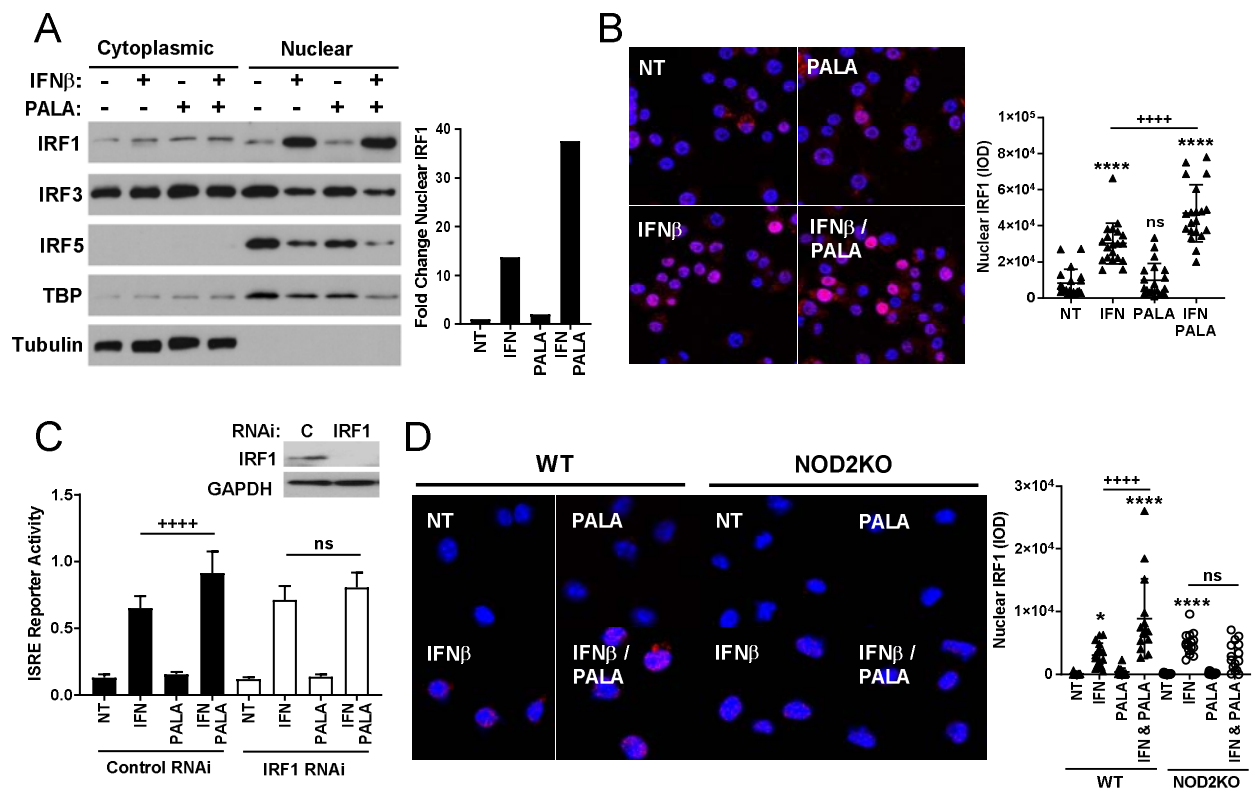 A
Cytoplasmic Nuclear
IFNβ: - + - + - + - +
PALA: - - + + - - + +
IRF1
IRF3
IRF5
TBP
Tubulin
Fold Change Nuclear IRF1
40
30
20
10
0
NT IFN PALA IFN PALA
B
NT PALA
IFNβ IFNβ / PALA
Nuclear IRF1 (IOD)
1×10⁵
8×10⁴
6×10⁴
4×10⁴
2×10⁴
0
++++
**** ns ****
NT IFN PALA IFN
PALA
C
RNAi: C IRF1
IRF1
GAPDH
ISRE Reporter Activity
1.5
1.0
0.5
0.0
++++ ns
NT IFN PALA IFN PALA NT IFN PALA IFN PALA
Control RNAi IRF1 RNAi
D
WT NOD2KO
NT PALA NT PALA
IFNβ IFNβ / PALA IFNβ IFNβ / PALA
Nuclear IRF1 (IOD)
3×10⁴
2×10⁴
1×10⁴
0
++++
* **** **** ns
NT IFN PALA IFN & PALA NT IFN PALA IFN & PALA
WT NOD2KO